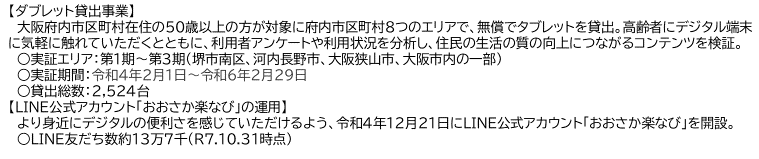 【タブレット貸出事業】
大阪府内市区町村在住の50歳以上の方が対象に府内市区町村8つのエリアで、無償でタブレットを貸出。高齢者にデジタル端末
に気軽に触れていただくとともに、利用者アンケートや利用状況を分析し、住民の生活の質の向上につながるコンテンツを検証。
○実証エリア：第1期～第3期（堺市南区、河内長野市、大阪狭山市、大阪市内の一部）
○実証期間：令和4年2月1日～令和6年2月29日
○貸出総数：2,524台
【LINE公式アカウント「おおさか楽なび」の運用】
より身近にデジタルの便利さを感じていただけるよう、令和4年12月21日にLINE公式アカウント「おおさか楽なび」を開設。
○LINE友だち数約13万7千（R7.10.31時点）